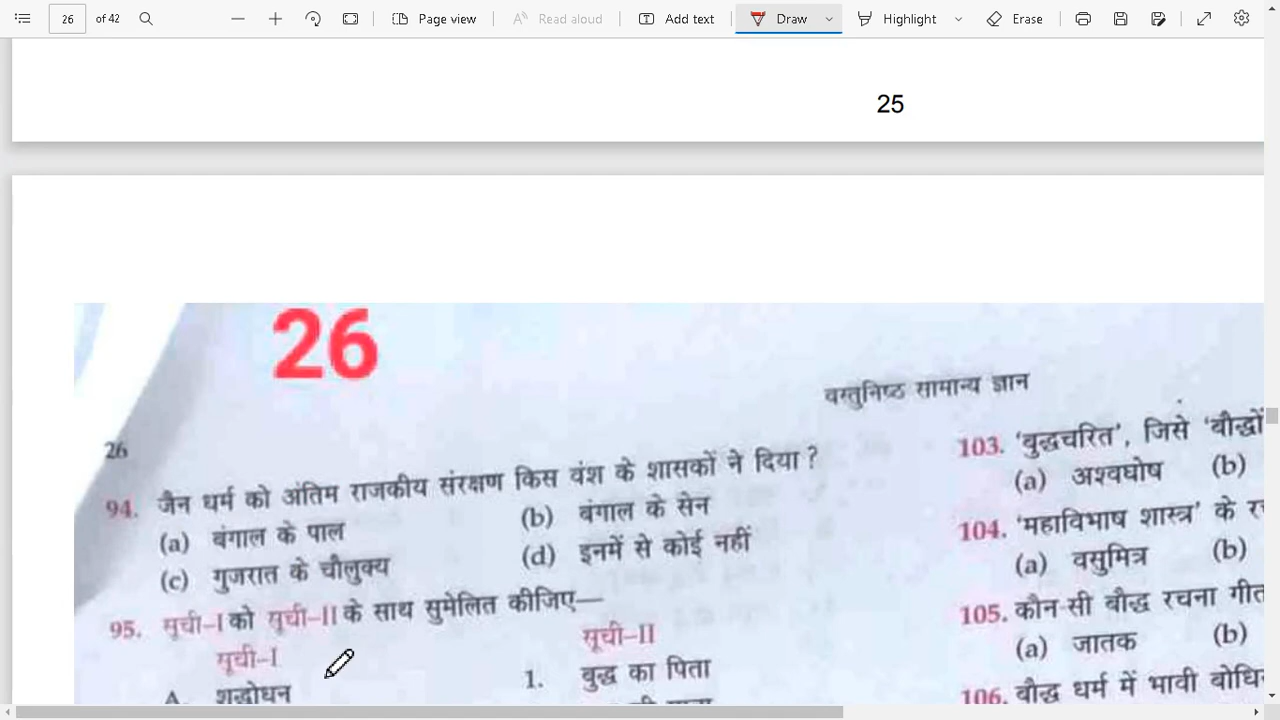 26
of 42
Page view
Read aloud
Add text
Draw
Highlight
Erase
25
26
वस्तुनिष्ठ सामान्य ज्ञान
26
94. जैन धर्म को अंतिम राजकीय संरक्षण किस वंश के शासकों ने दिया ?
(a) बंगाल के पाल (b) बंगाल के सेन
(c) गुजरात के चौलुक्य (d) इनमें से कोई नहीं
95. सूची-I को सूची-II के साथ सुमेलित कीजिए—
सूची-I सूची-II
A. शुद्धोधन 1. बुद्ध का पिता
103. 'बुद्धचरित', जिसे 'बौद्धों
(a) अश्वघोष (b)
104. 'महाविभाष शास्त्र' के
(a) वसुमित्र (b)
105. कौन-सी बौद्ध रचना
(a) जातक (b)
106. बौद्ध धर्म में भावी